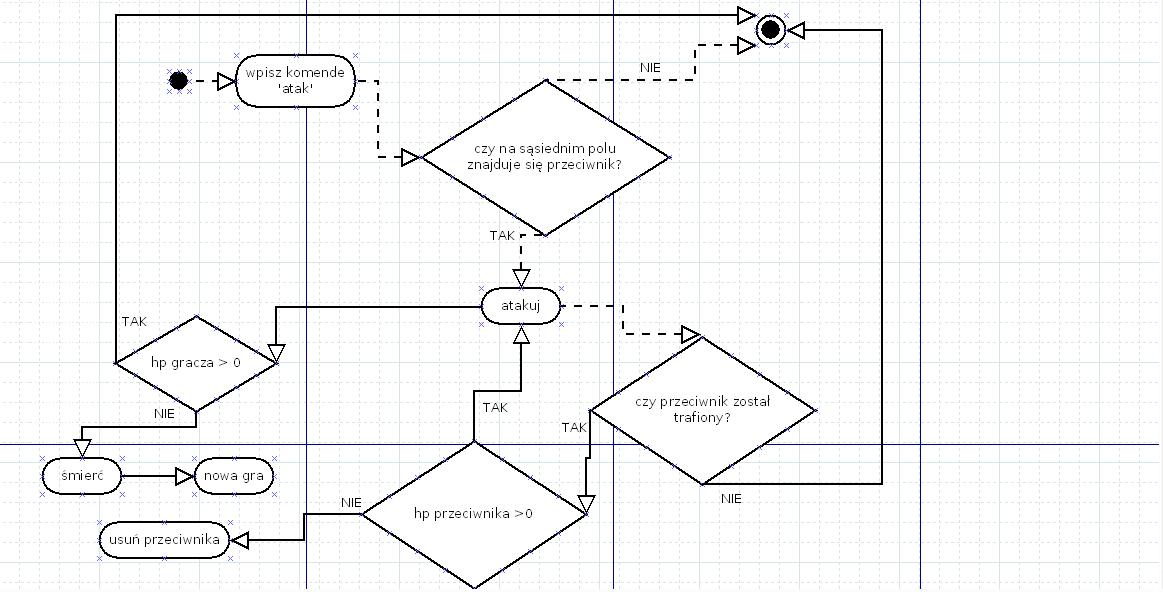 NIE
wpisz komende
'atak'
czy na sąsiednim polu
znajduje się przeciwnik?
TAK
atakuj
TAK
hp gracza > 0
NIE
czy przeciwnik został
trafiony?
TAK
TAK
śmierć
nowa gra
NIE
NIE
hp przeciwnika >0
usuń przeciwnika